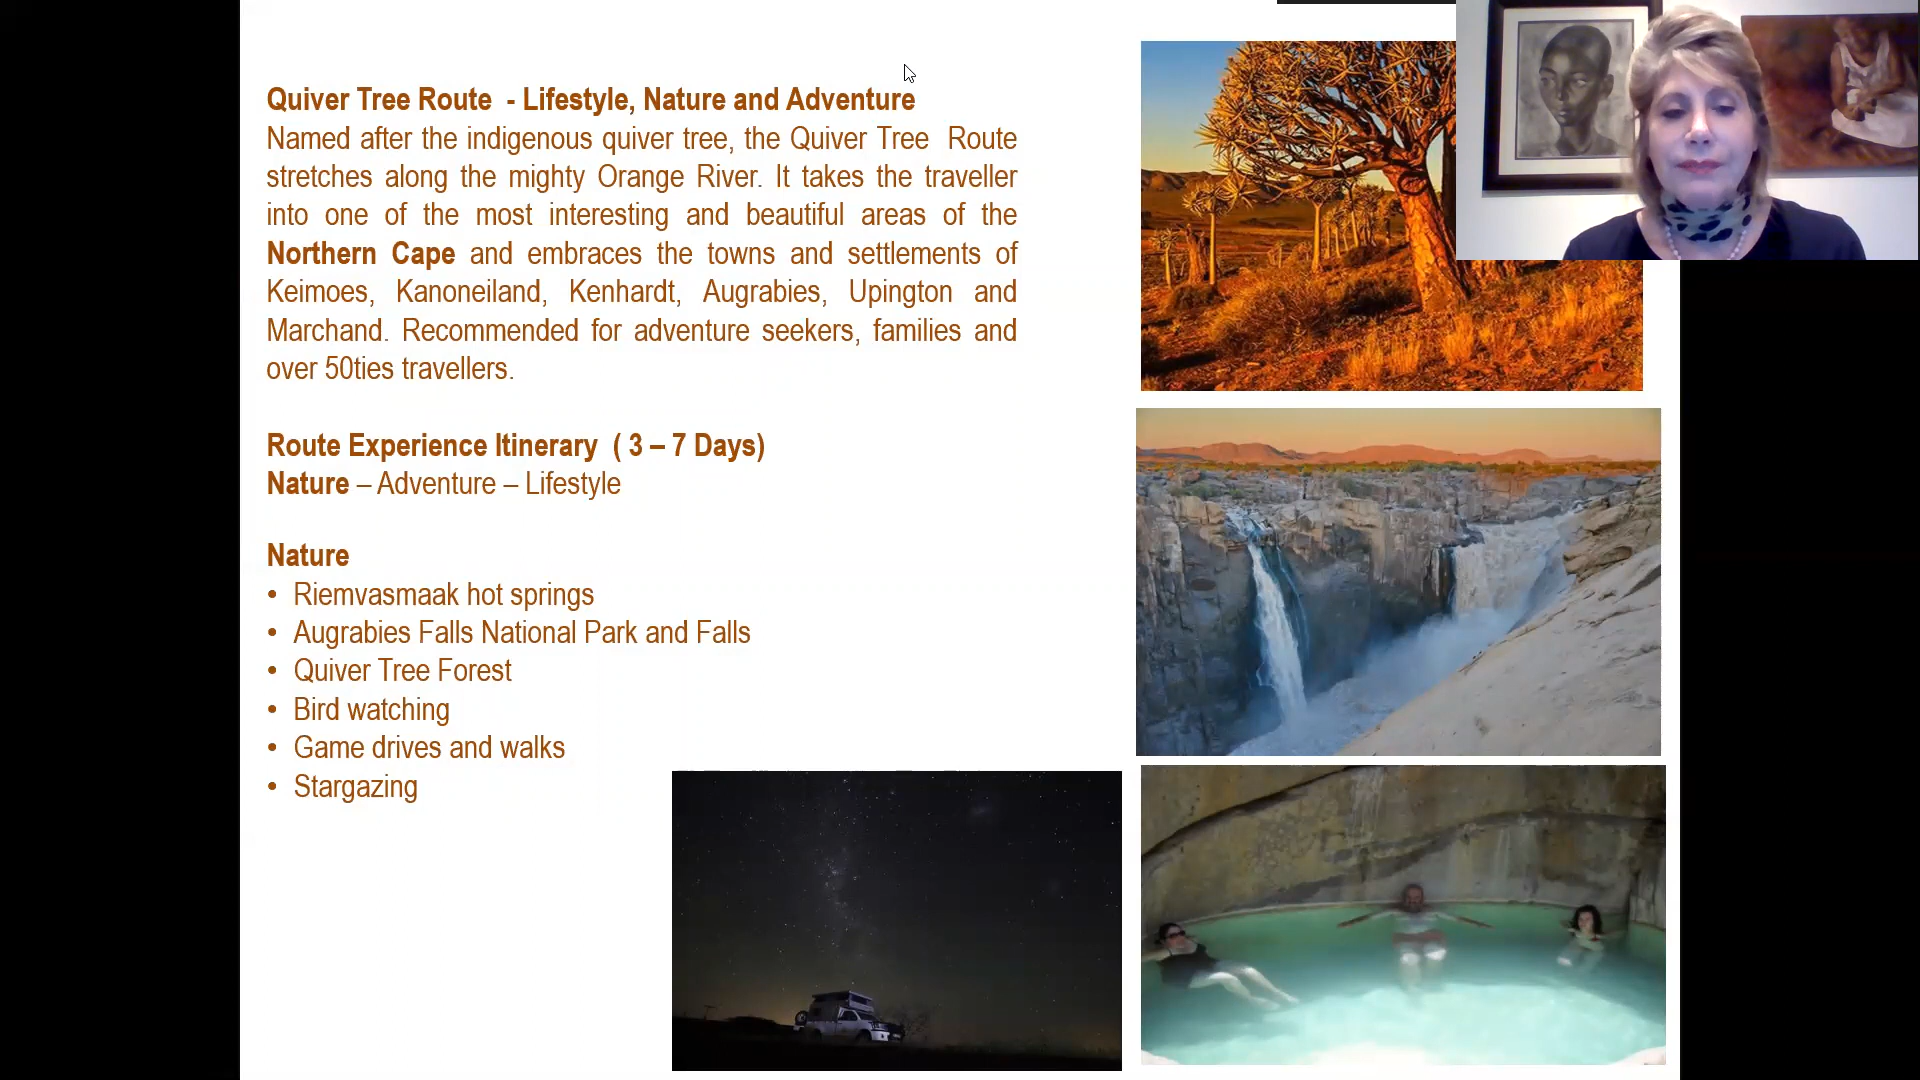 Quiver Tree Route - Lifestyle, Nature and Adventure
Named after the indigenous quiver tree, the Quiver Tree Route
stretches along the mighty Orange River. It takes the traveller
into one of the most interesting and beautiful areas of the
Northern Cape and embraces the towns and settlements of
Keimoes, Kanoneiland, Kenhardt, Augrabies, Upington and
Marchand. Recommended for adventure seekers, families and
over 50ties travellers.
Route Experience Itinerary ( 3 – 7 Days)
Nature – Adventure – Lifestyle
Nature
• Riemvasmaak hot springs
• Augrabies Falls National Park and Falls
• Quiver Tree Forest
• Bird watching
• Game drives and walks
• Stargazing